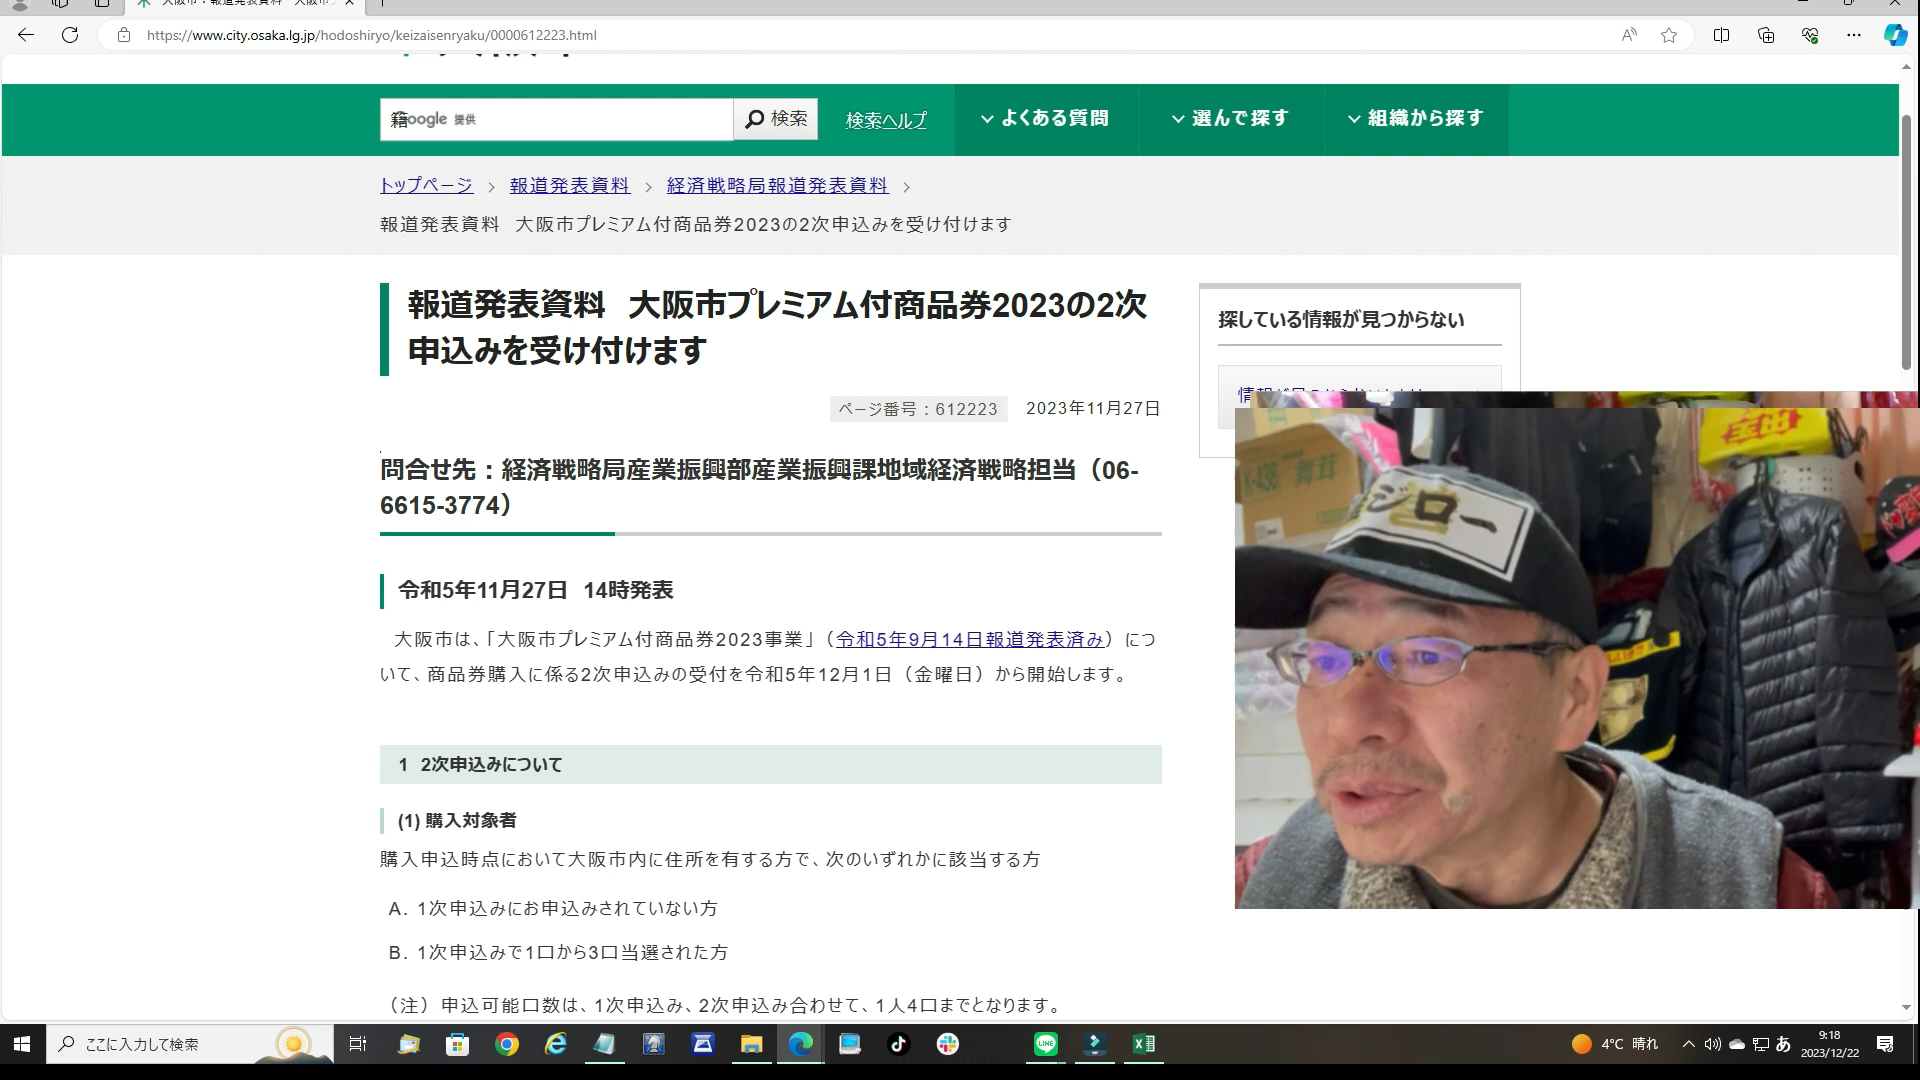 https://www.city.osaka.lg.jp/hodoshiryo/keizaisenryaku/0000612223.html
Google 提供
検索
検索ヘルプ
よくある質問
選んで探す
組織から探す
トップページ
報道発表資料
経済戦略局報道発表資料
報道発表資料　大阪市プレミアム付商品券2023の2次申込みを受け付けます
報道発表資料　大阪市プレミアム付商品券2023の2次
申込みを受け付けます
探している情報が見つからない
ページ番号：612223
2023年11月27日
問合せ先：経済戦略局産業振興部産業振興課地域経済戦略担当（06-
6615-3774）
令和5年11月27日　14時発表
大阪市は、「大阪市プレミアム付商品券2023事業」（令和5年9月14日報道発表済み）につ
いて、商品券購入に係る2次申込みの受付を令和5年12月1日（金曜日）から開始します。
1　2次申込みについて
(1) 購入対象者
購入申込時点において大阪市内に住所を有する方で、次のいずれかに該当する方
A. 1次申込みにお申込みされていない方
B. 1次申込みで1口から3口当選された方
（注）申込可能口数は、1次申込み、2次申込み合わせて、1人4口までとなります。
K-438
舞茸
玉出
ジロー
ここに入力して検索
LINE
4°C 晴れ
あ
9:18
2023/12/22